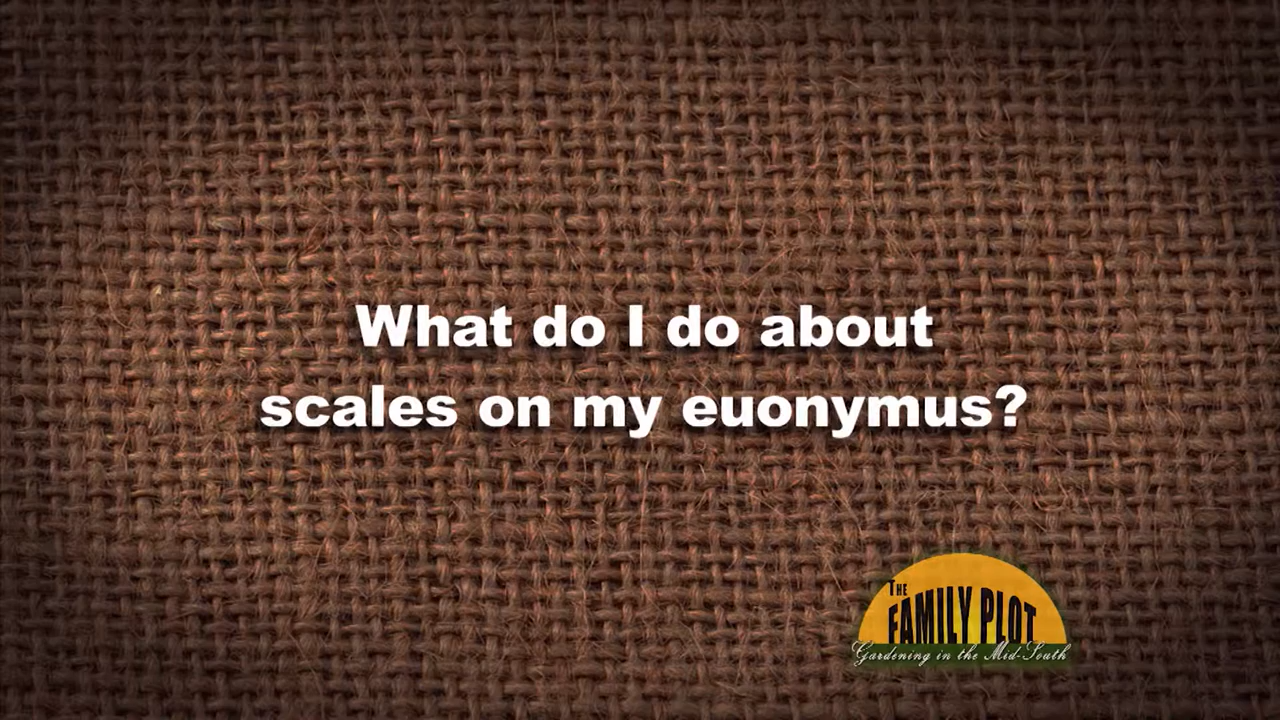 What do I do about
scales on my euonymus?
THE
FAMILY PLOT
Gardening in the Mid-South